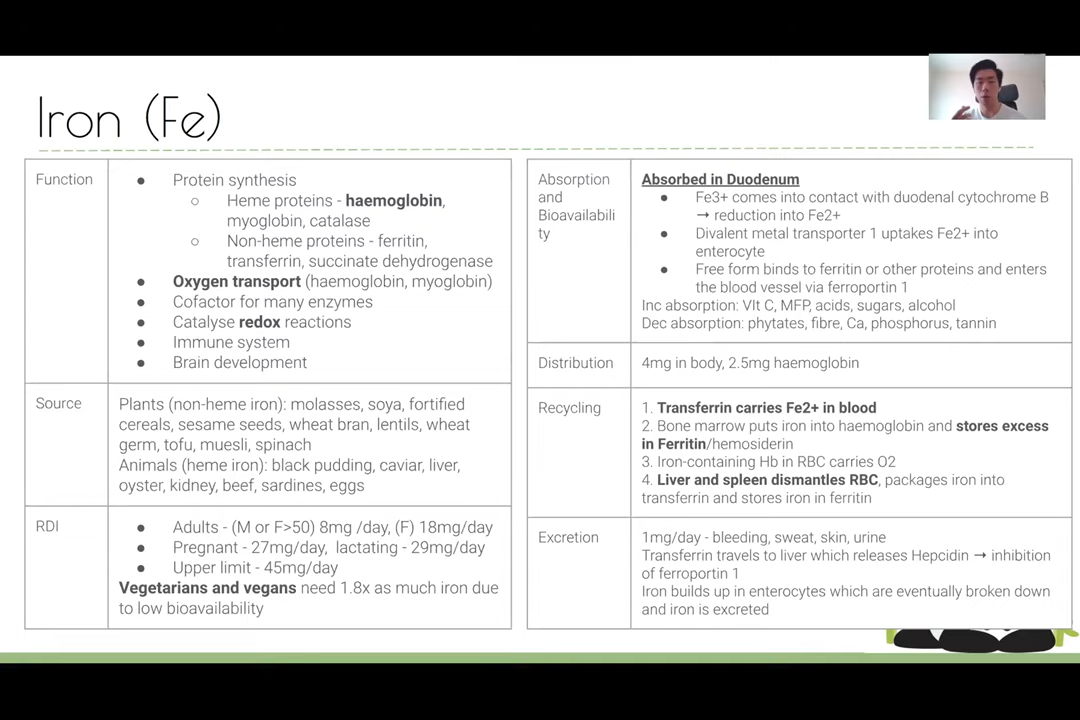 Iron (Fe)
Function
● Protein synthesis
○ Heme proteins - haemoglobin,
myoglobin, catalase
○ Non-heme proteins - ferritin,
transferrin, succinate dehydrogenase
● Oxygen transport (haemoglobin, myoglobin)
● Cofactor for many enzymes
● Catalyse redox reactions
● Immune system
● Brain development
Source
Plants (non-heme iron): molasses, soya, fortified
cereals, sesame seeds, wheat bran, lentils, wheat
germ, tofu, muesli, spinach
Animals (heme iron): black pudding, caviar, liver,
oyster, kidney, beef, sardines, eggs
RDI
● Adults - (M or F>50) 8mg /day, (F) 18mg/day
● Pregnant - 27mg/day, lactating - 29mg/day
● Upper limit - 45mg/day
Vegetarians and vegans need 1.8x as much iron due
to low bioavailability
Absorption
and
Bioavailabili
ty
Absorbed in Duodenum
● Fe3+ comes into contact with duodenal cytochrome B
→ reduction into Fe2+
● Divalent metal transporter 1 uptakes Fe2+ into
enterocyte
● Free form binds to ferritin or other proteins and enters
the blood vessel via ferroportin 1
Inc absorption: VIt C, MFP, acids, sugars, alcohol
Dec absorption: phytates, fibre, Ca, phosphorus, tannin
Distribution
4mg in body, 2.5mg haemoglobin
Recycling
1. Transferrin carries Fe2+ in blood
2. Bone marrow puts iron into haemoglobin and stores excess
in Ferritin/hemosiderin
3. Iron-containing Hb in RBC carries O2
4. Liver and spleen dismantles RBC, packages iron into
transferrin and stores iron in ferritin
Excretion
1mg/day - bleeding, sweat, skin, urine
Transferrin travels to liver which releases Hepcidin → inhibition
of ferroportin 1
Iron builds up in enterocytes which are eventually broken down
and iron is excreted